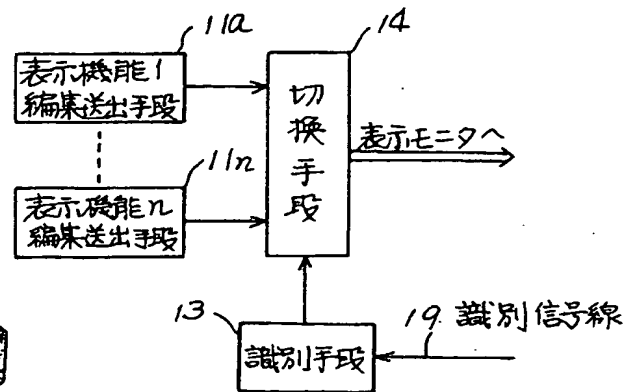 11a
表示機能1
編集送出手段
11n
表示機能n
編集送出手段
14
切換手段
表示モニタへ
13
識別手段
19 識別信号線